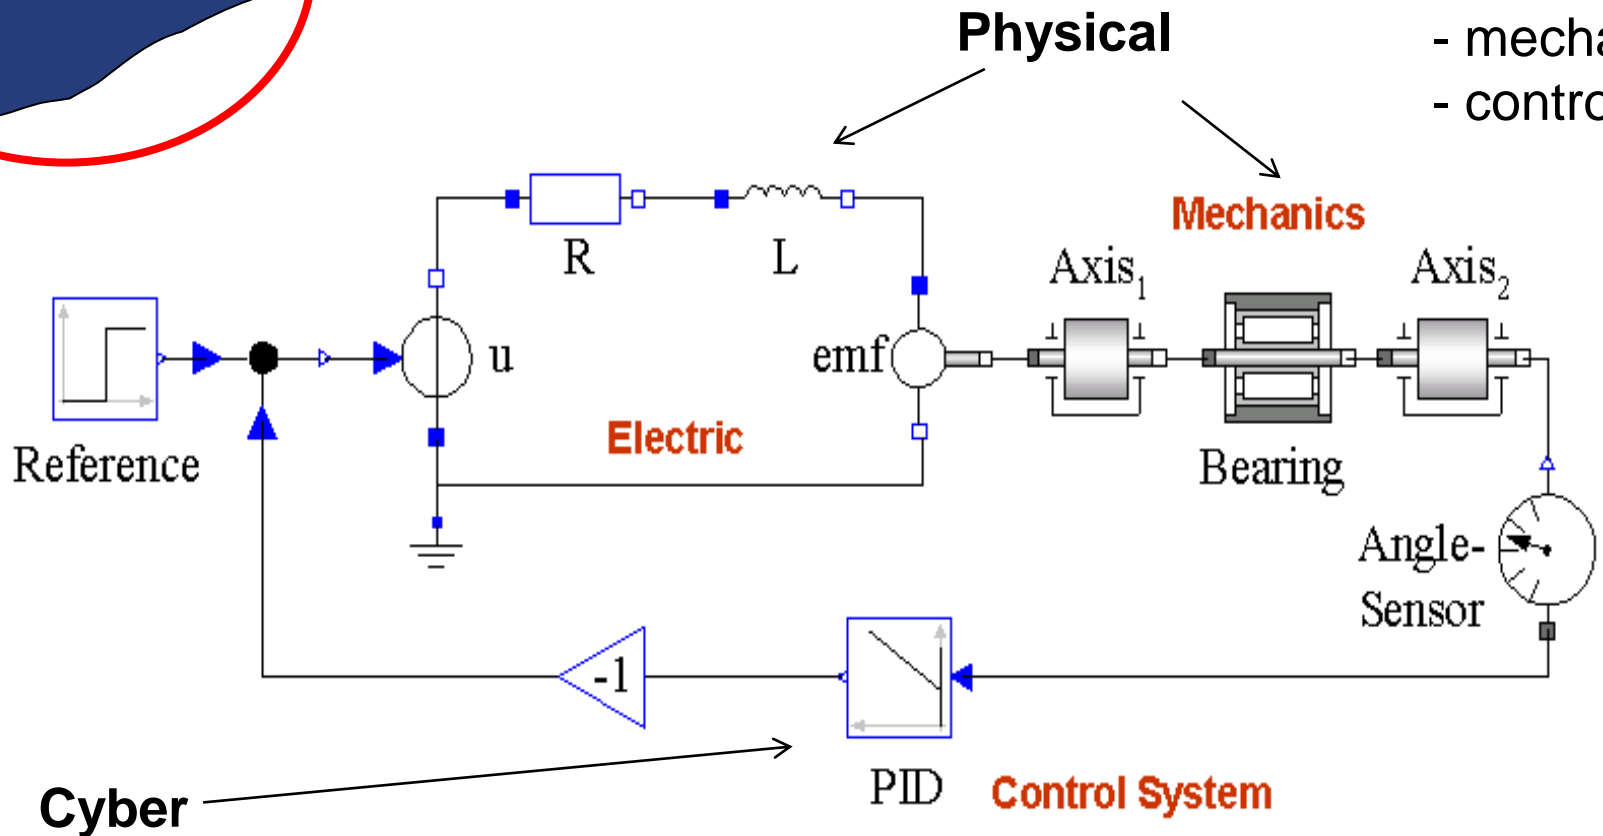 Physical
- mecha
- contro
Mechanics
R
L
Axis1
Axis2
u
emf
Electric
Reference
Bearing
Angle-
Sensor
-1
PID
Control System
Cyber